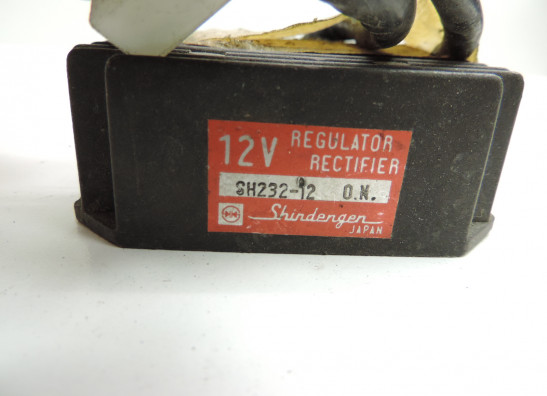 12V REGULATOR
RECTIFIER
SH232-12 O.N.
Shindengen
JAPAN